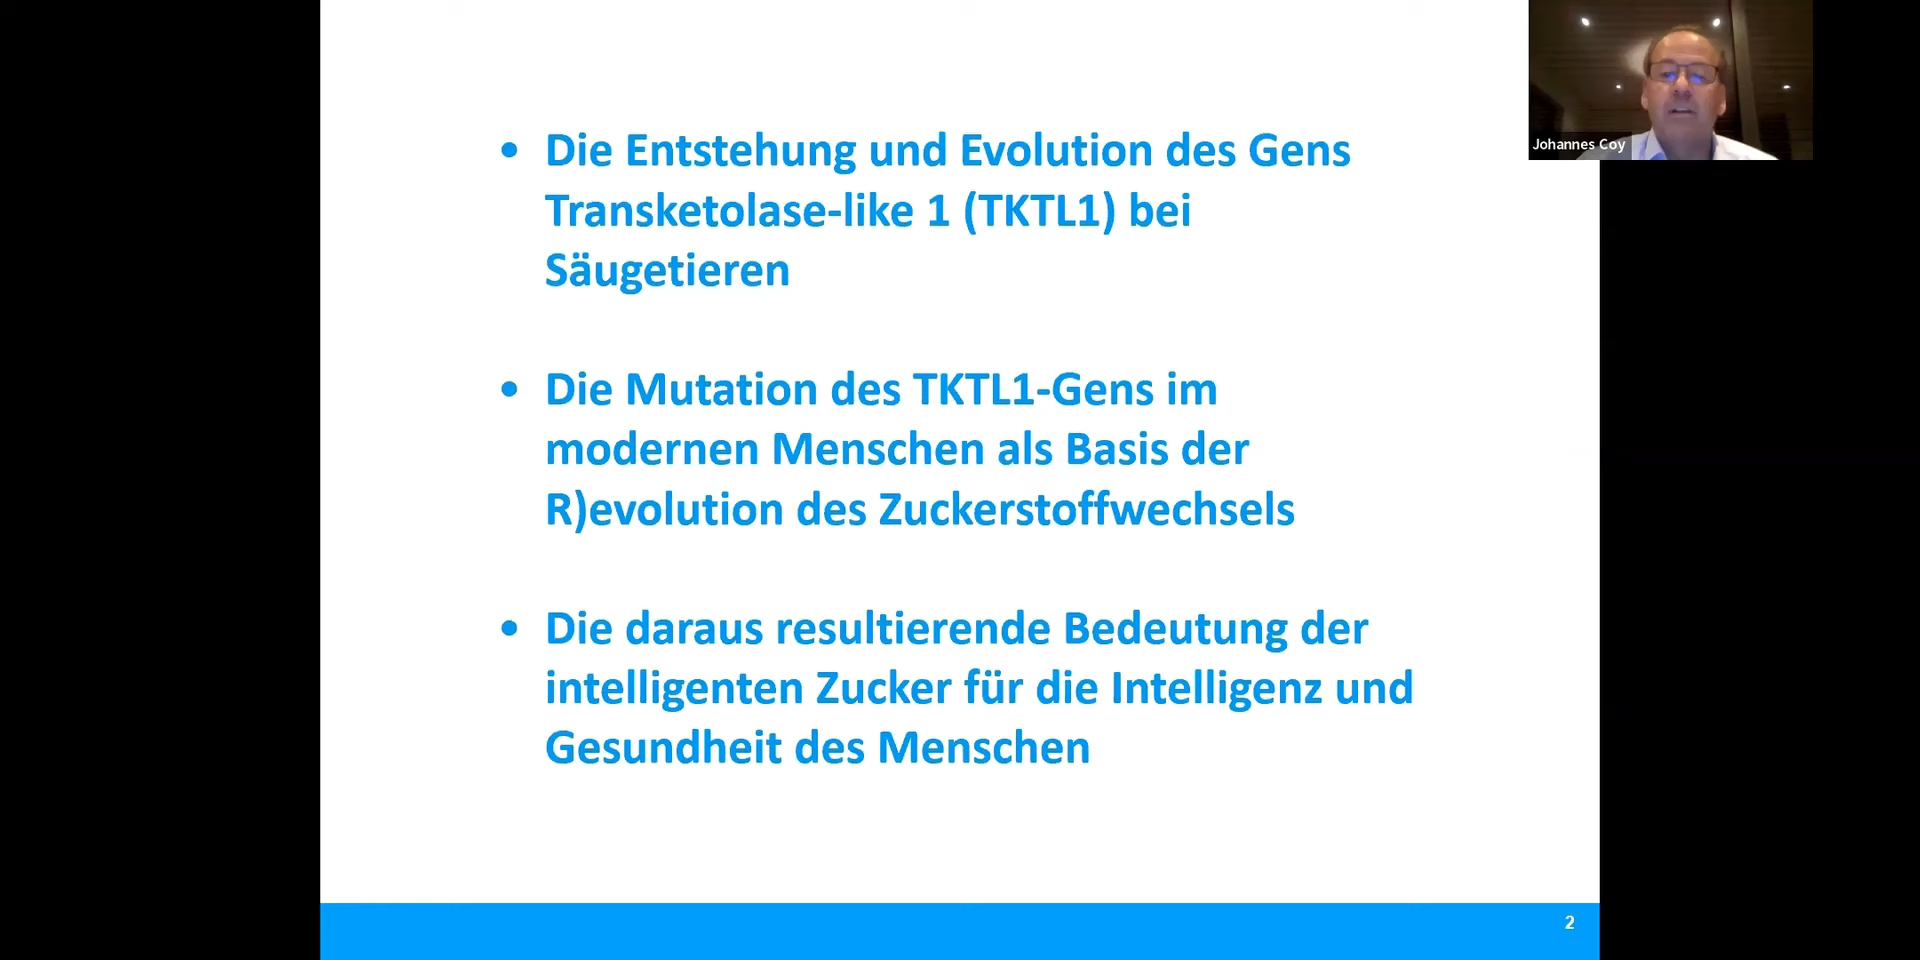 • Die Entstehung und Evolution des Gens
Transketolase-like 1 (TKTL1) bei
Säugetieren
• Die Mutation des TKTL1-Gens im
modernen Menschen als Basis der
R)evolution des Zuckerstoffwechsels
• Die daraus resultierende Bedeutung der
intelligenten Zucker für die Intelligenz und
Gesundheit des Menschen
Johannes Coy
2